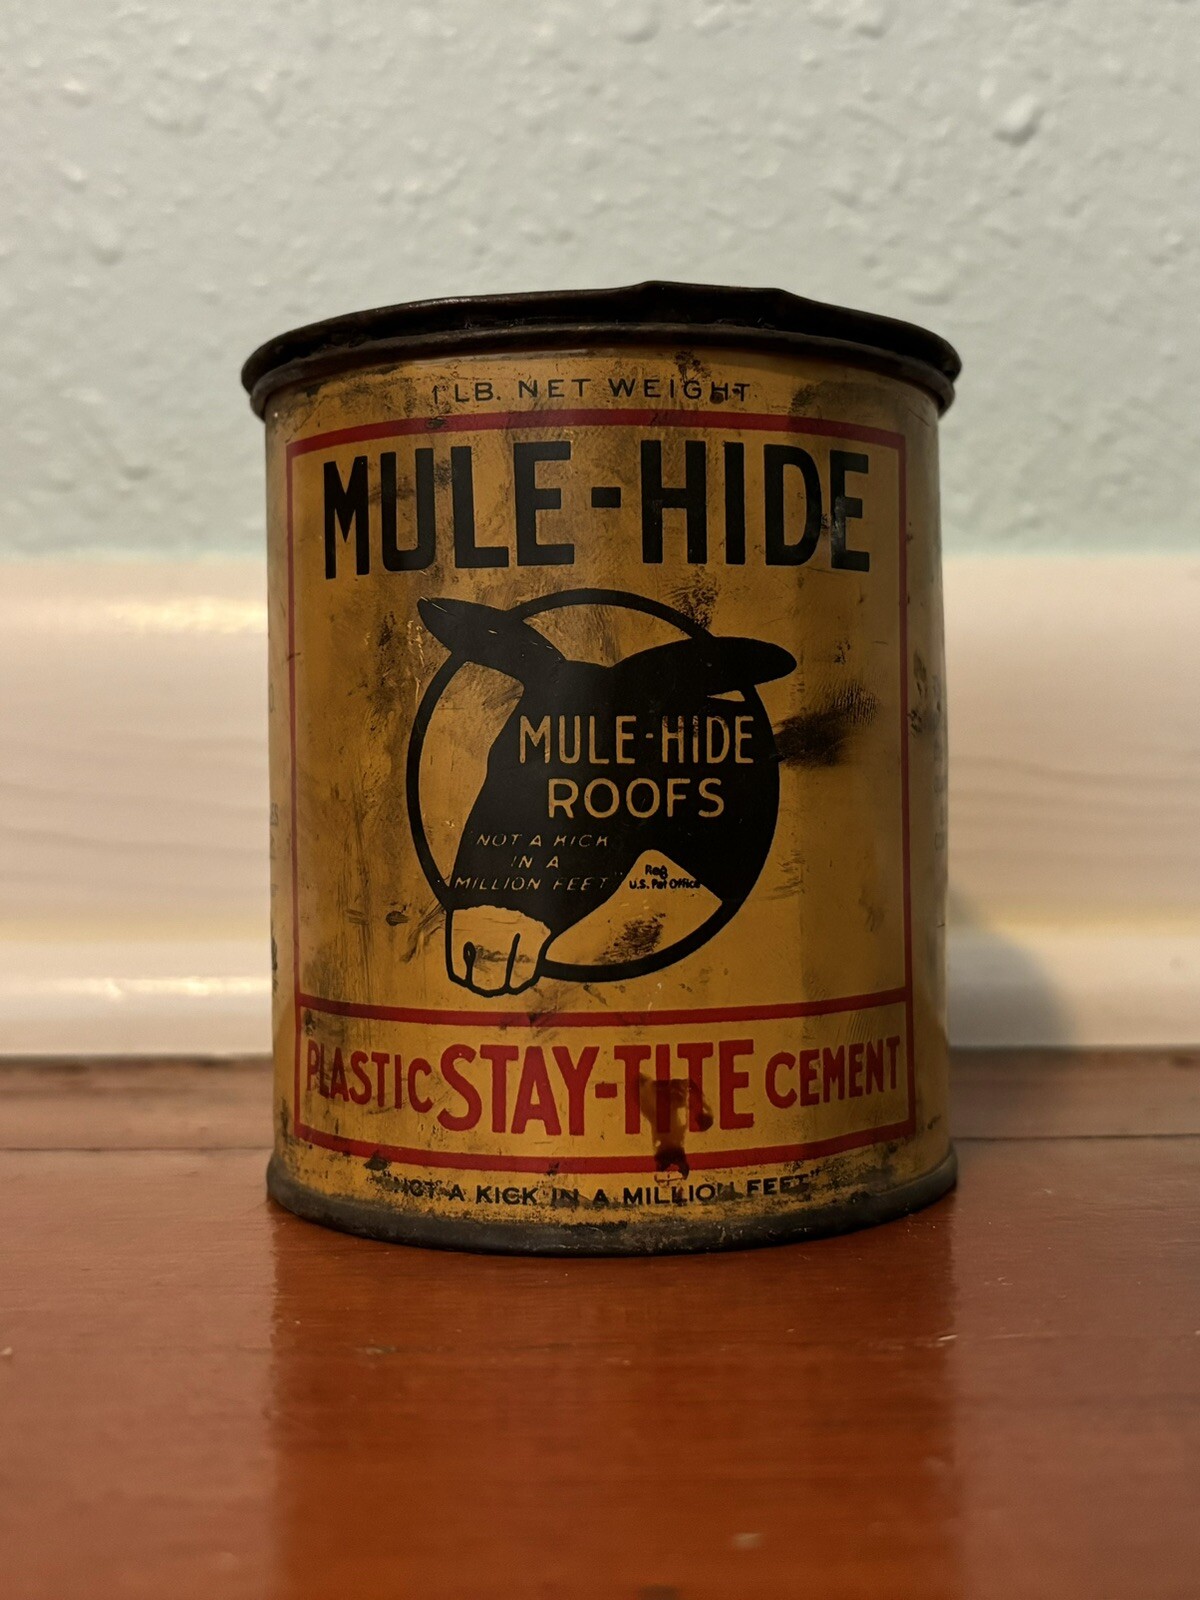 1 LB. NET WEIGHT
MULE-HIDE
MULE-HIDE
ROOFS
"NOT A KICK
IN A
MILLION FEET"
Reg
U.S. Pat Office
PLASTIC STAY-TITE CEMENT
"NOT A KICK IN A MILLION FEET"